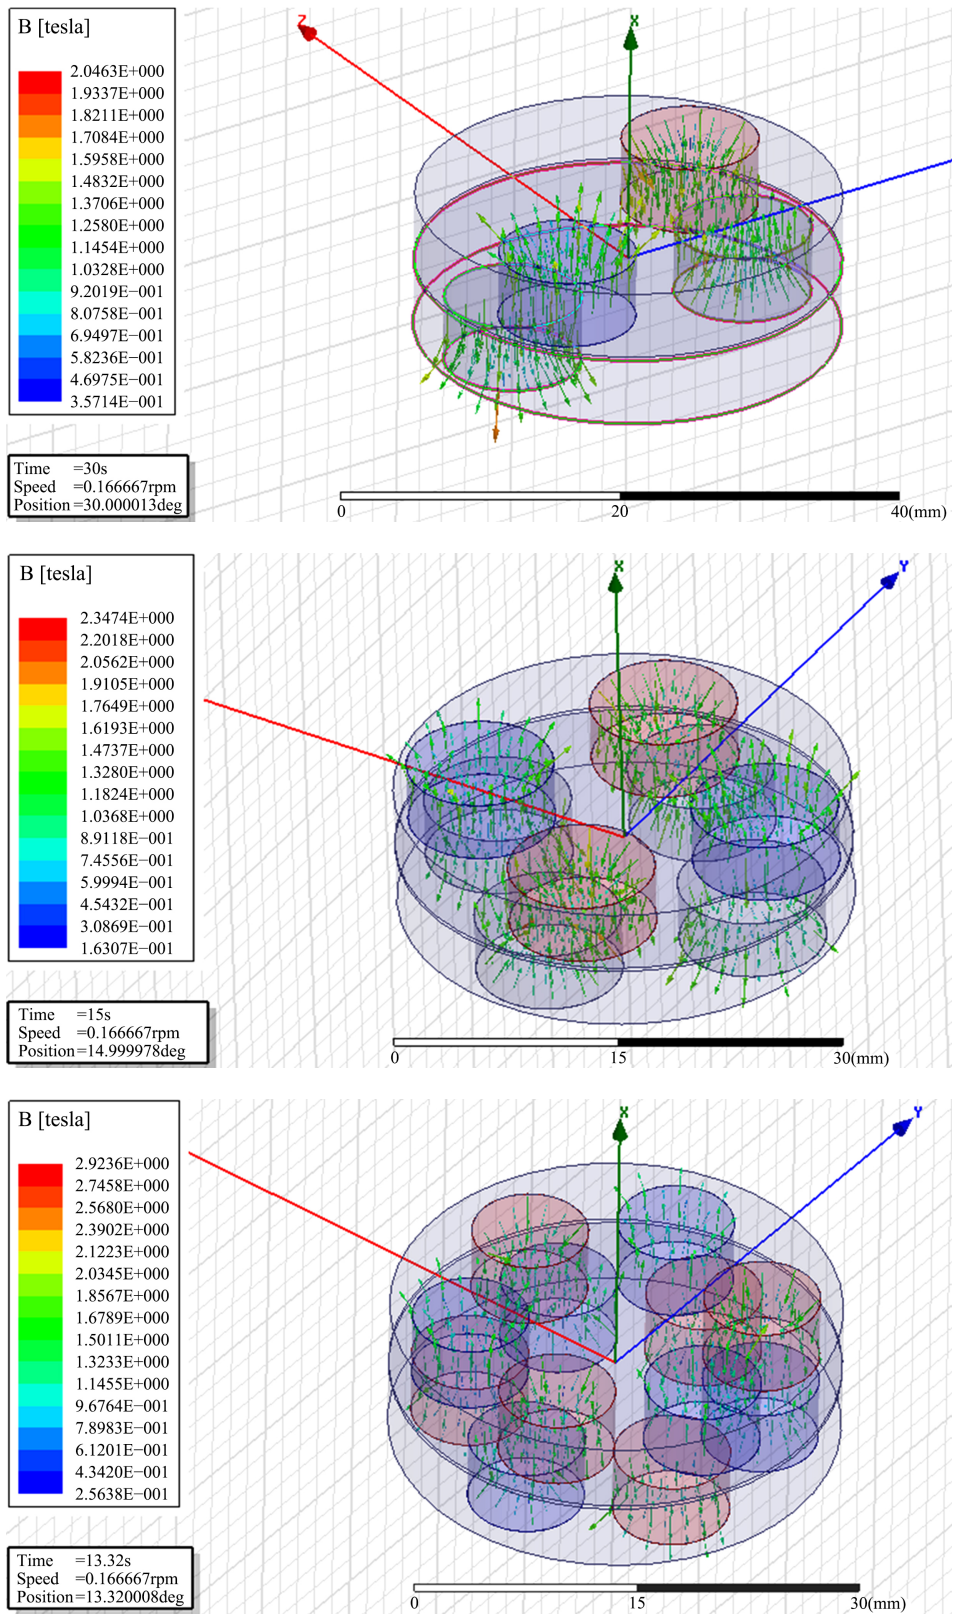 B [tesla]
2.0463E+000
1.9337E+000
1.8211E+000
1.7084E+000
1.5958E+000
1.4832E+000
1.3706E+000
1.2580E+000
1.1454E+000
1.0328E+000
9.2019E−001
8.0758E−001
6.9497E−001
5.8236E−001
4.6975E−001
3.5714E−001
Z
X
Time =30s
Speed =0.166667rpm
Position =30.000013deg
0 20 40(mm)
B [tesla]
2.3474E+000
2.2018E+000
2.0562E+000
1.9105E+000
1.7649E+000
1.6193E+000
1.4737E+000
1.3280E+000
1.1824E+000
1.0368E+000
8.9118E−001
7.4556E−001
5.9994E−001
4.5432E−001
3.0869E−001
1.6307E−001
X
Y
Time =15s
Speed =0.166667rpm
Position =14.999978deg
0 15 30(mm)
B [tesla]
2.9236E+000
2.7458E+000
2.5680E+000
2.3902E+000
2.1223E+000
2.0345E+000
1.8567E+000
1.6789E+000
1.5011E+000
1.3233E+000
1.1455E+000
9.6764E−001
7.8983E−001
6.1201E−001
4.3420E−001
2.5638E−001
X
Y
Time =13.32s
Speed =0.166667rpm
Position =13.320008deg
0 15 30(mm)